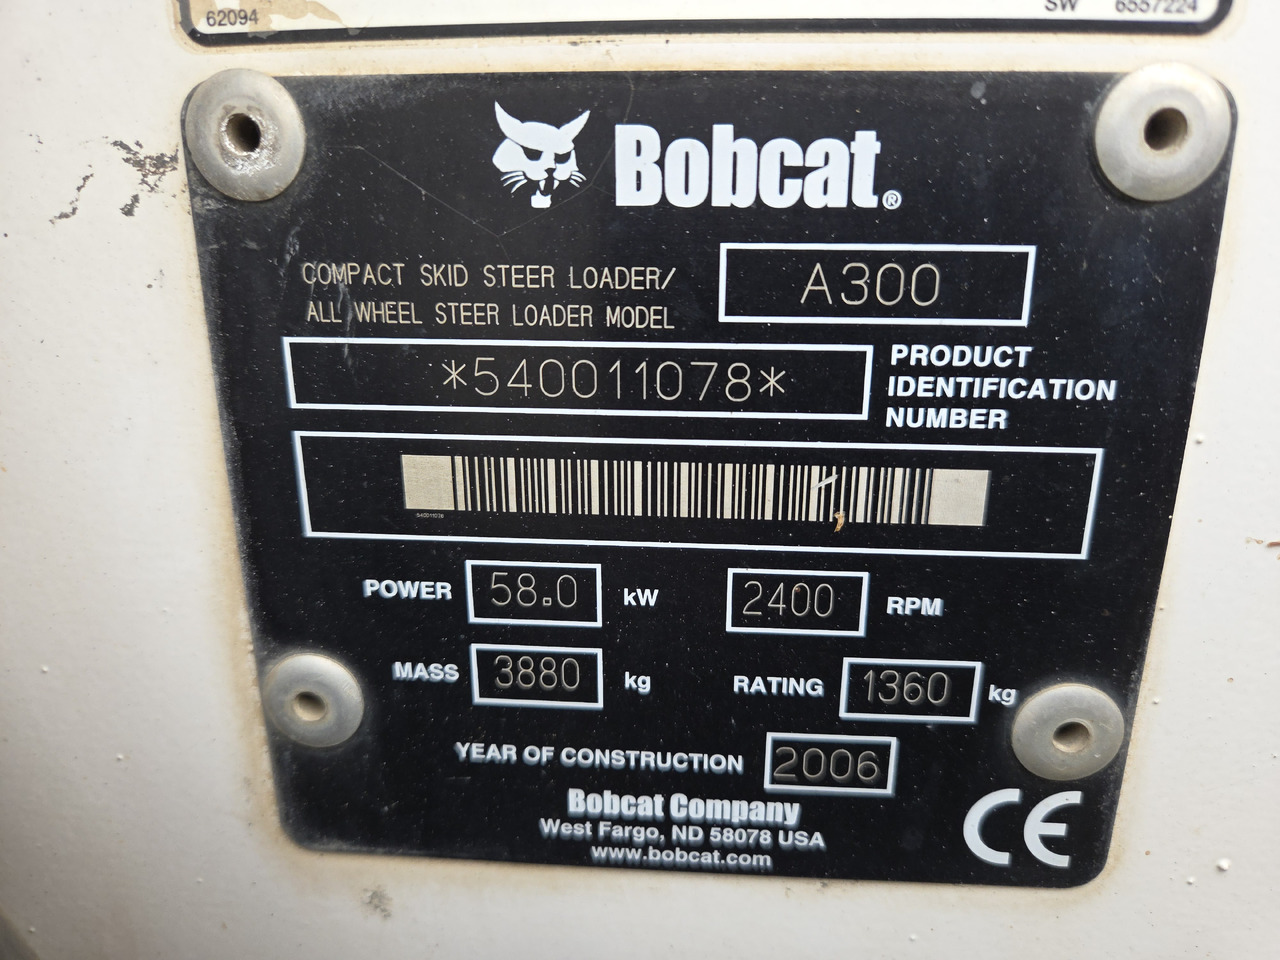 62094 SW 6557224
Bobcat®
COMPACT SKID STEER LOADER/
ALL WHEEL STEER LOADER MODEL
A300
*540011078*
PRODUCT
IDENTIFICATION
NUMBER
POWER 58.0 kW 2400 RPM
MASS 3880 kg RATING 1360 kg
YEAR OF CONSTRUCTION 2006
Bobcat Company
West Fargo, ND 58078 USA
www.bobcat.com
CE